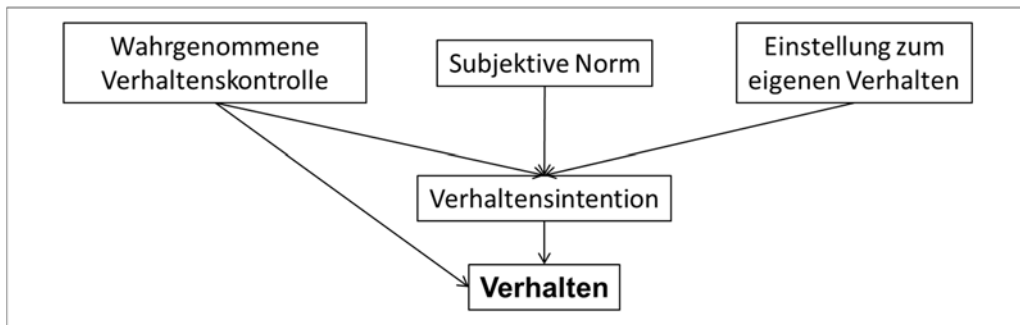 Wahrgenommene
Verhaltenskontrolle
Subjektive Norm
Einstellung zum
eigenen Verhalten
Verhaltensintention
Verhalten